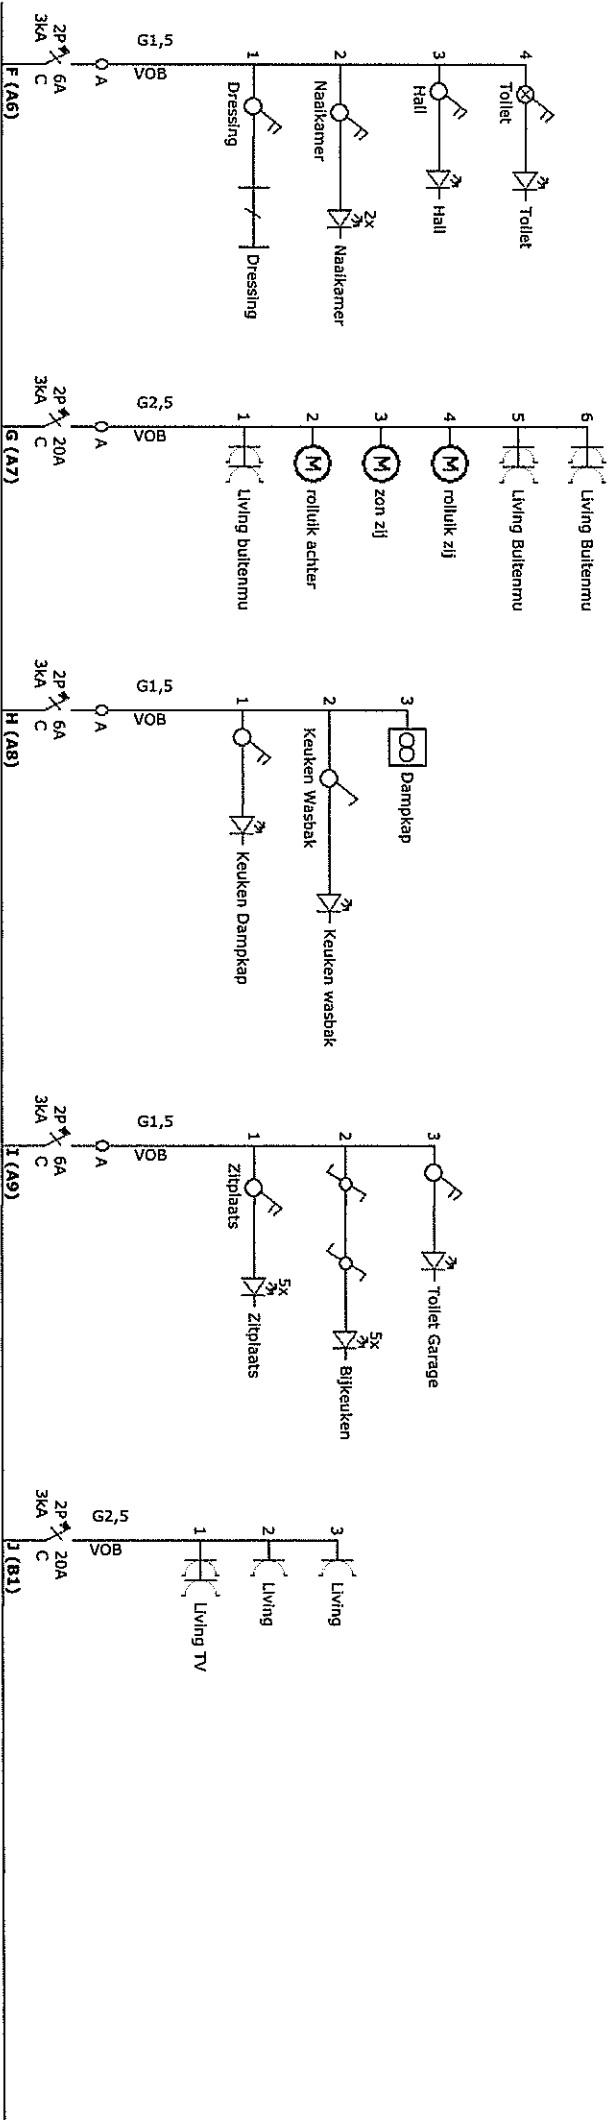 4
Toilet
Toilet
3
Hall
Hall
2
Naaikamer
2x
Naaikamer
1
Dressing
Dressing
G1,5
VOB
A
2P
6A
3kA
C
F (A6)
6
Living Buitenmu
5
Living Buitenmu
4
M
rolluik zij
3
M
zon zij
2
M
rolluik achter
1
Living buitenmu
G2,5
VOB
A
2P
20A
3kA
C
G (A7)
3
Dampkap
2
Keuken Wasbak
Keuken wasbak
1
Keuken Dampkap
G1,5
VOB
A
2P
6A
3kA
C
H (A8)
3
Toilet Garage
2
5x
Bijkeuken
1
Zitplaats
5x
Zitplaats
G1,5
VOB
A
2P
6A
3kA
C
I (A9)
3
Living
2
Living
1
Living TV
G2,5
VOB
2P
20A
3kA
C
J (B1)